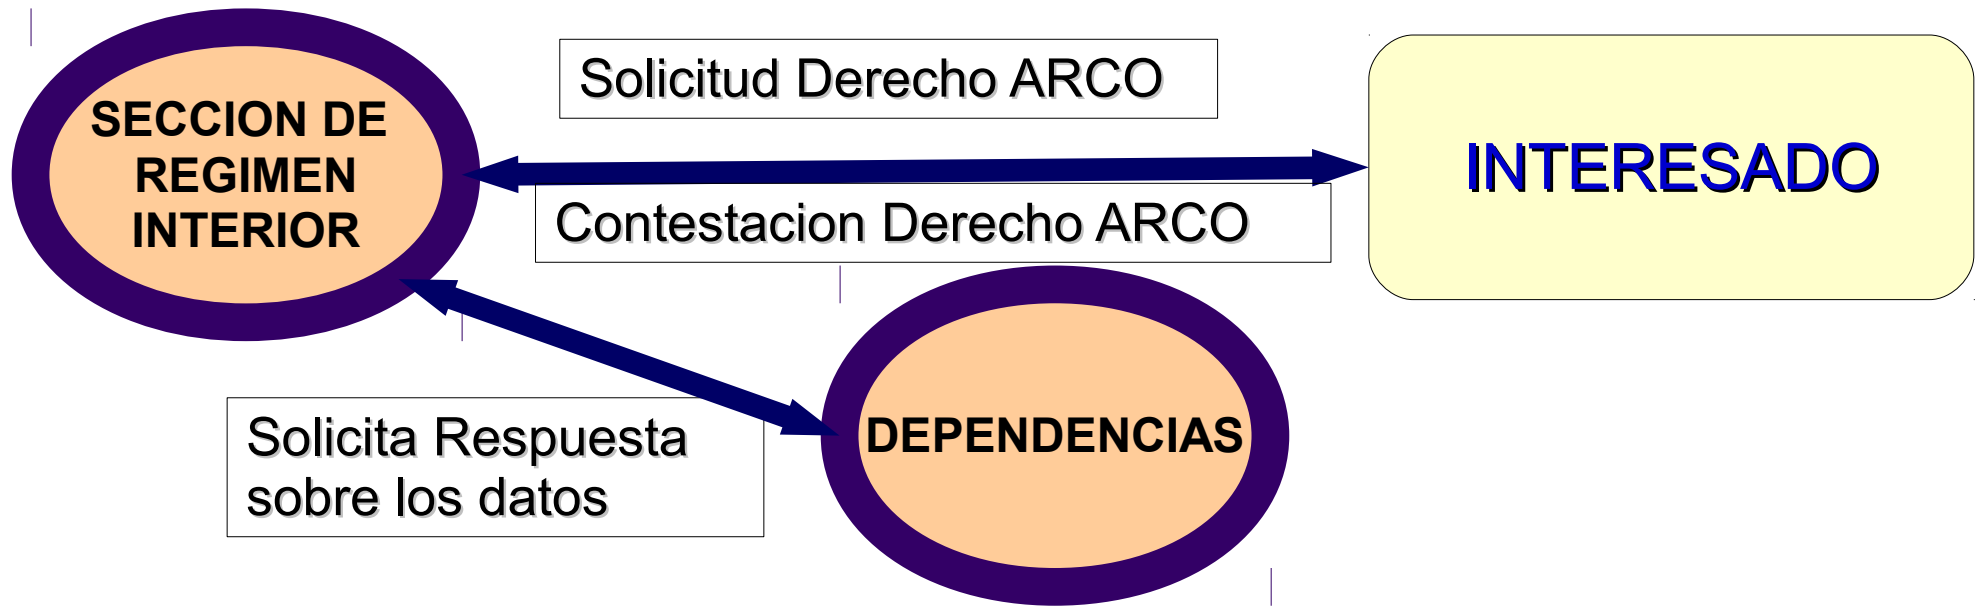 SECCION DE
REGIMEN
INTERIOR
Solicitud Derecho ARCO
Contestacion Derecho ARCO
INTERESADO
Solicita Respuesta
sobre los datos
DEPENDENCIAS